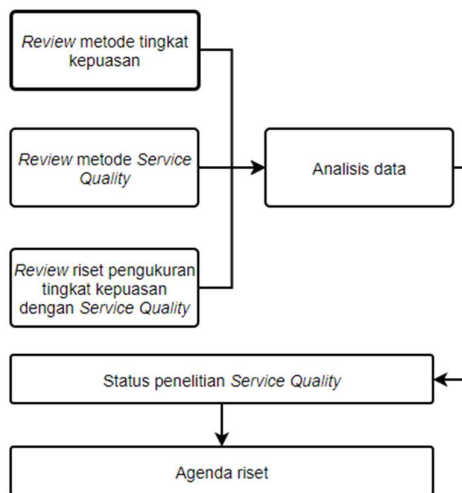 Review metode tingkat
kepuasan
Review metode Service
Quality
Analisis data
Review riset pengukuran
tingkat kepuasan
dengan Service Quality
Status penelitian Service Quality
Agenda riset